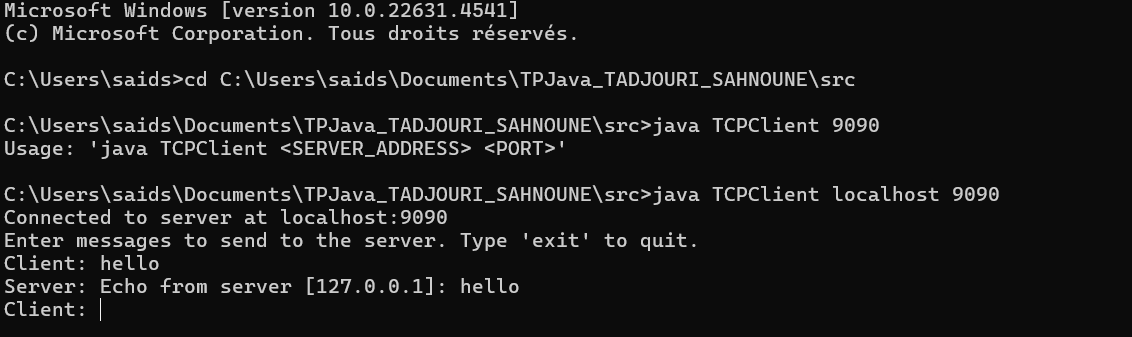 Microsoft Windows [version 10.0.22631.4541]
(c) Microsoft Corporation. Tous droits réservés.
C:\Users\saids>cd C:\Users\saids\Documents\TPJava_TADJOURI_SAHNOUNE\src
C:\Users\saids\Documents\TPJava_TADJOURI_SAHNOUNE\src>java TCPClient 9090
Usage: 'java TCPClient <SERVER_ADDRESS> <PORT>'
C:\Users\saids\Documents\TPJava_TADJOURI_SAHNOUNE\src>java TCPClient localhost 9090
Connected to server at localhost:9090
Enter messages to send to the server. Type 'exit' to quit.
Client: hello
Server: Echo from server [127.0.0.1]: hello
Client: